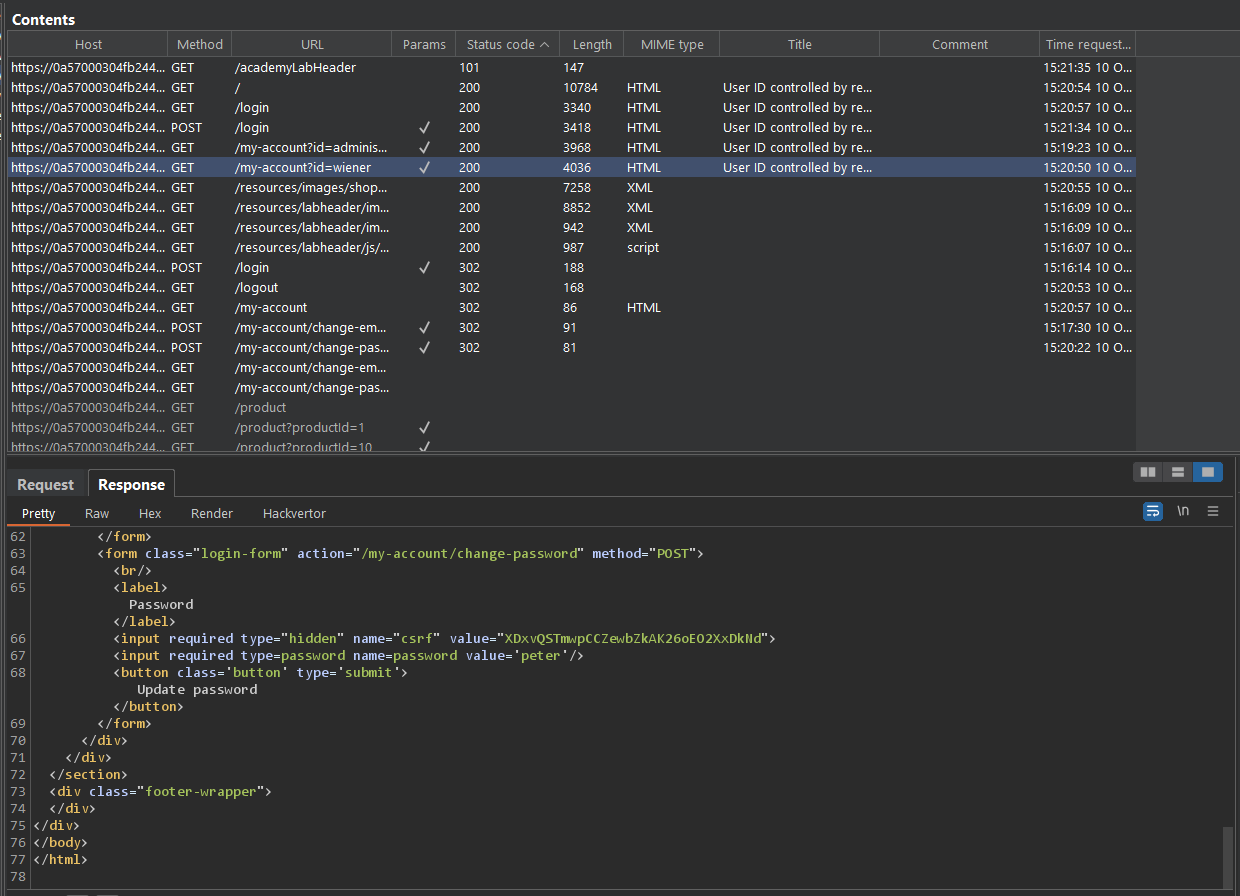 Contents
Host Method URL Params Status code Length MIME type Title Comment Time request...
https://0a57000304fb244... GET /academyLabHeader 101 147 15:21:35 10 O...
https://0a57000304fb244... GET / 200 10784 HTML User ID controlled by re... 15:20:54 10 O...
https://0a57000304fb244... GET /login 200 3340 HTML User ID controlled by re... 15:20:57 10 O...
https://0a57000304fb244... POST /login ✓ 200 3418 HTML User ID controlled by re... 15:21:34 10 O...
https://0a57000304fb244... GET /my-account?id=adminis... ✓ 200 3968 HTML User ID controlled by re... 15:19:23 10 O...
https://0a57000304fb244... GET /my-account?id=wiener ✓ 200 4036 HTML User ID controlled by re... 15:20:50 10 O...
https://0a57000304fb244... GET /resources/images/shop... 200 7258 XML 15:20:55 10 O...
https://0a57000304fb244... GET /resources/labheader/im... 200 8852 XML 15:16:09 10 O...
https://0a57000304fb244... GET /resources/labheader/im... 200 942 XML 15:16:09 10 O...
https://0a57000304fb244... GET /resources/labheader/js/... 200 987 script 15:16:07 10 O...
https://0a57000304fb244... POST /login ✓ 302 188 15:16:14 10 O...
https://0a57000304fb244... GET /logout 302 168 15:20:53 10 O...
https://0a57000304fb244... GET /my-account 302 86 HTML 15:20:57 10 O...
https://0a57000304fb244... POST /my-account/change-em... ✓ 302 91 15:17:30 10 O...
https://0a57000304fb244... POST /my-account/change-pas... ✓ 302 81 15:20:22 10 O...
https://0a57000304fb244... GET /my-account/change-em...
https://0a57000304fb244... GET /my-account/change-pas...
https://0a57000304fb244... GET /product
https://0a57000304fb244... GET /product?productId=1 ✓
https://0a57000304fb244... GET /product?productId=10 ✓
Request Response
Pretty Raw Hex Render Hackvertor \n
62 </form>
63 <form class="login-form" action="/my-account/change-password" method="POST">
64 <br/>
65 <label>
Password
</label>
66 <input required type="hidden" name="csrf" value="XDxvQSTmwpCCZewbZkAK26oEO2XxDkNd">
67 <input required type=password name=password value='peter'/>
68 <button class='button' type='submit'>
Update password
</button>
69 </form>
70 </div>
71 </div>
72 </section>
73 <div class="footer-wrapper">
74 </div>
75 </div>
76 </body>
77 </html>
78